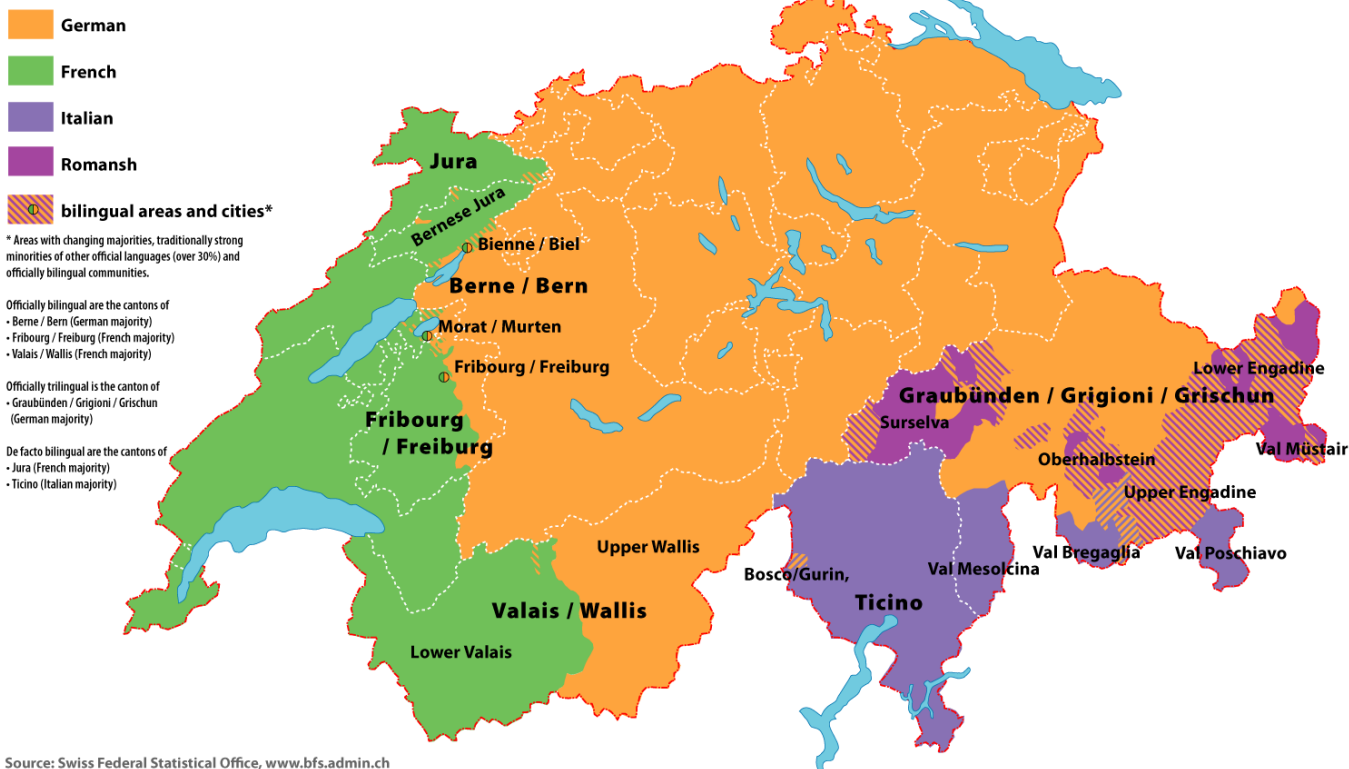 German
French
Italian
Romansh
bilingual areas and cities*
* Areas with changing majorities, traditionally strong
minorities of other official languages (over 30%) and
officially bilingual communities.
Officially bilingual are the cantons of
• Berne / Bern (German majority)
• Fribourg / Freiburg (French majority)
• Valais / Wallis (French majority)
Officially trilingual is the canton of
• Graubünden / Grigioni / Grischun
(German majority)
De facto bilingual are the cantons of
• Jura (French majority)
• Ticino (Italian majority)
Jura
Bernese Jura
Bienne / Biel
Berne / Bern
Morat / Murten
Fribourg / Freiburg
Fribourg
/ Freiburg
Lower Engadine
Graubünden / Grigioni / Grischun
Surselva
Val Müstair
Oberhalbstein
Upper Engadine
Upper Wallis
Val Bregaglia
Val Poschiavo
Bosco/Gurin,
Val Mesolcina
Ticino
Valais / Wallis
Lower Valais
Source: Swiss Federal Statistical Office, www.bfs.admin.ch